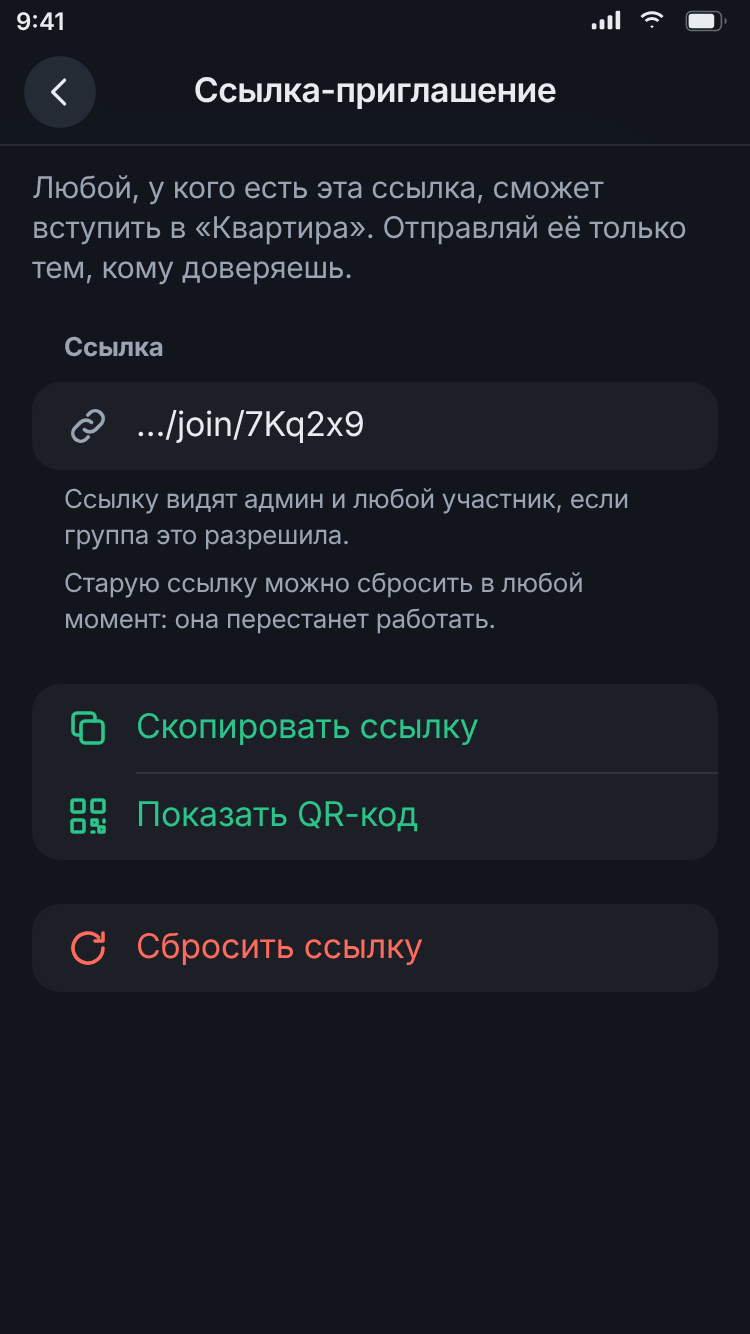 9:41
Ссылка-приглашение
Любой, у кого есть эта ссылка, сможет
вступить в «Квартира». Отправляй её только
тем, кому доверяешь.
Ссылка
.../join/7Kq2x9
Ссылку видят админ и любой участник, если
группа это разрешила.
Старую ссылку можно сбросить в любой
момент: она перестанет работать.
Скопировать ссылку
Показать QR-код
Сбросить ссылку